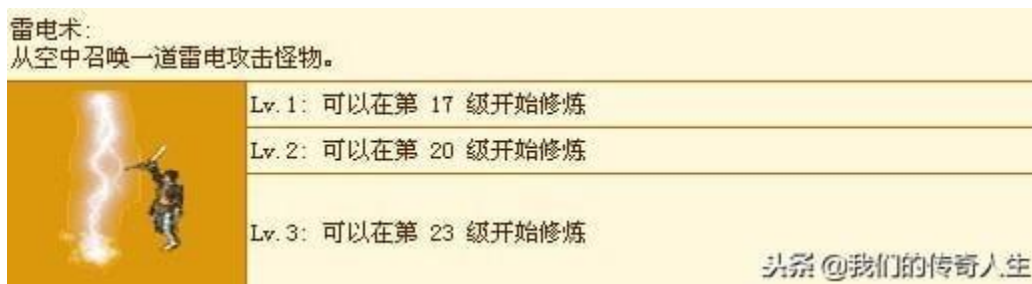 雷电术:
从空中召唤一道雷电攻击怪物。
Lv.1: 可以在第 17 级开始修炼
Lv.2: 可以在第 20 级开始修炼
Lv.3: 可以在第 23 级开始修炼
头条 @我们的传奇人生